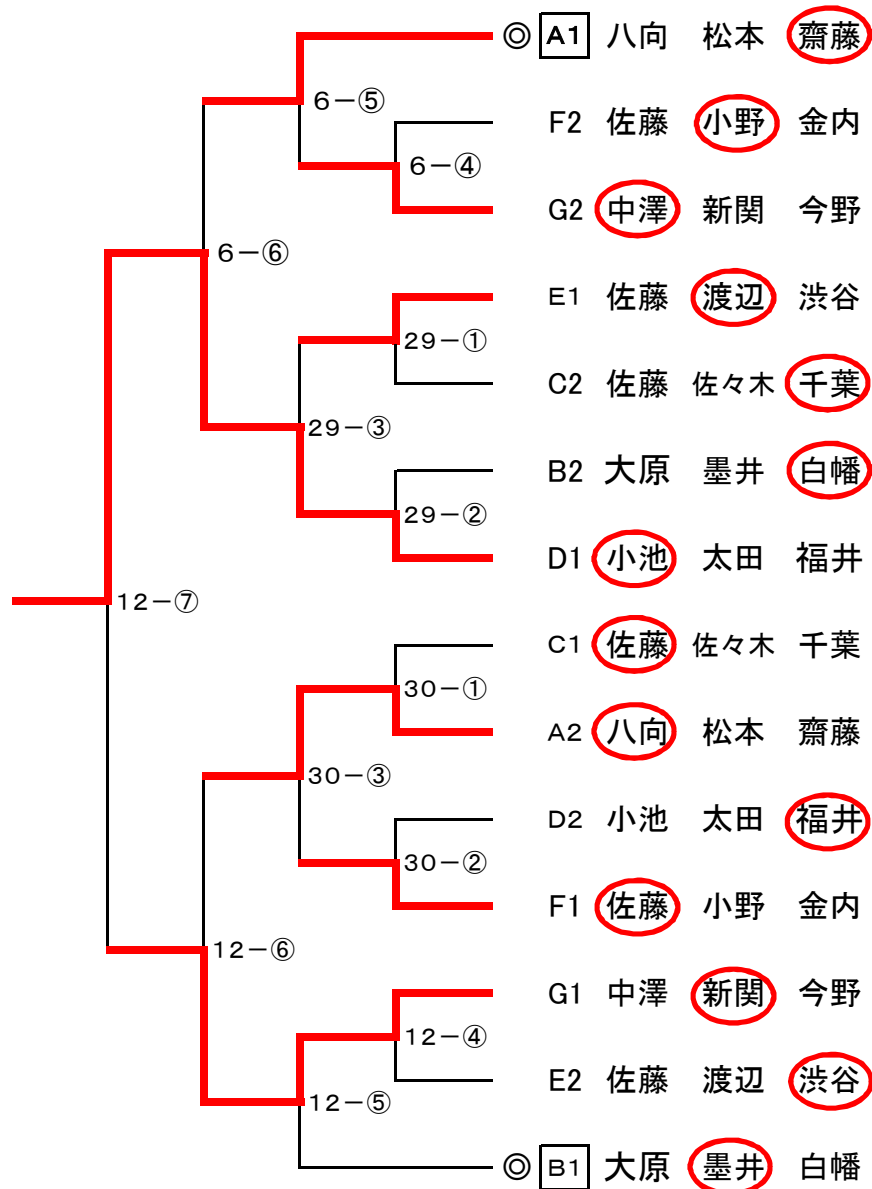 ◎ A1 八向 松本 齋藤
6－⑤
F2 佐藤 小野 金内
6－④
G2 中澤 新関 今野
6－⑥
E1 佐藤 渡辺 渋谷
29－①
C2 佐藤 佐々木 千葉
29－③
B2 大原 墨井 白幡
29－②
D1 小池 太田 福井
12－⑦
C1 佐藤 佐々木 千葉
30－①
A2 八向 松本 齋藤
30－③
D2 小池 太田 福井
30－②
F1 佐藤 小野 金内
12－⑥
G1 中澤 新関 今野
12－④
E2 佐藤 渡辺 渋谷
12－⑤
◎ B1 大原 墨井 白幡